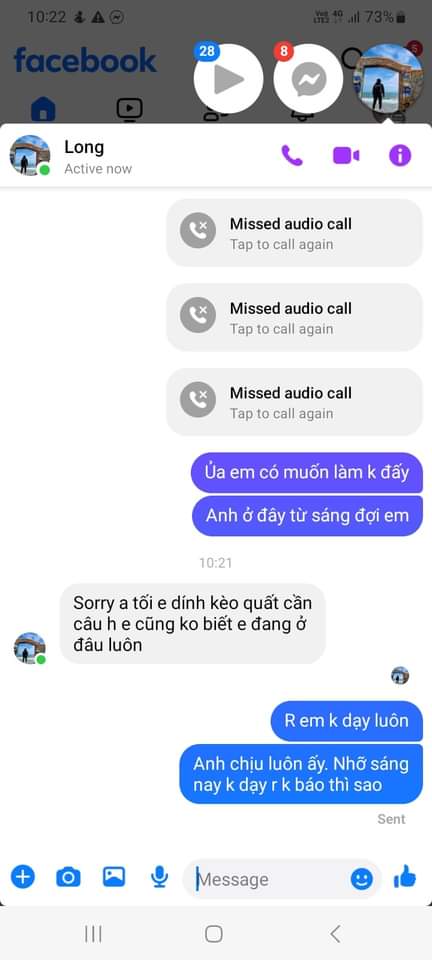 10:22
Vo))
4G
LTE2
73%
facebook
28
8
5
Long
Active now
Missed audio call
Tap to call again
Missed audio call
Tap to call again
Missed audio call
Tap to call again
Ủa em có muốn làm k đấy
Anh ở đây từ sáng đợi em
10:21
Sorry a tối e dính kèo quất cần
câu h e cũng ko biết e đang ở
đâu luôn
R em k dạy luôn
Anh chịu luôn ấy. Nhỡ sáng
nay k dạy r k báo thì sao
Sent
Message